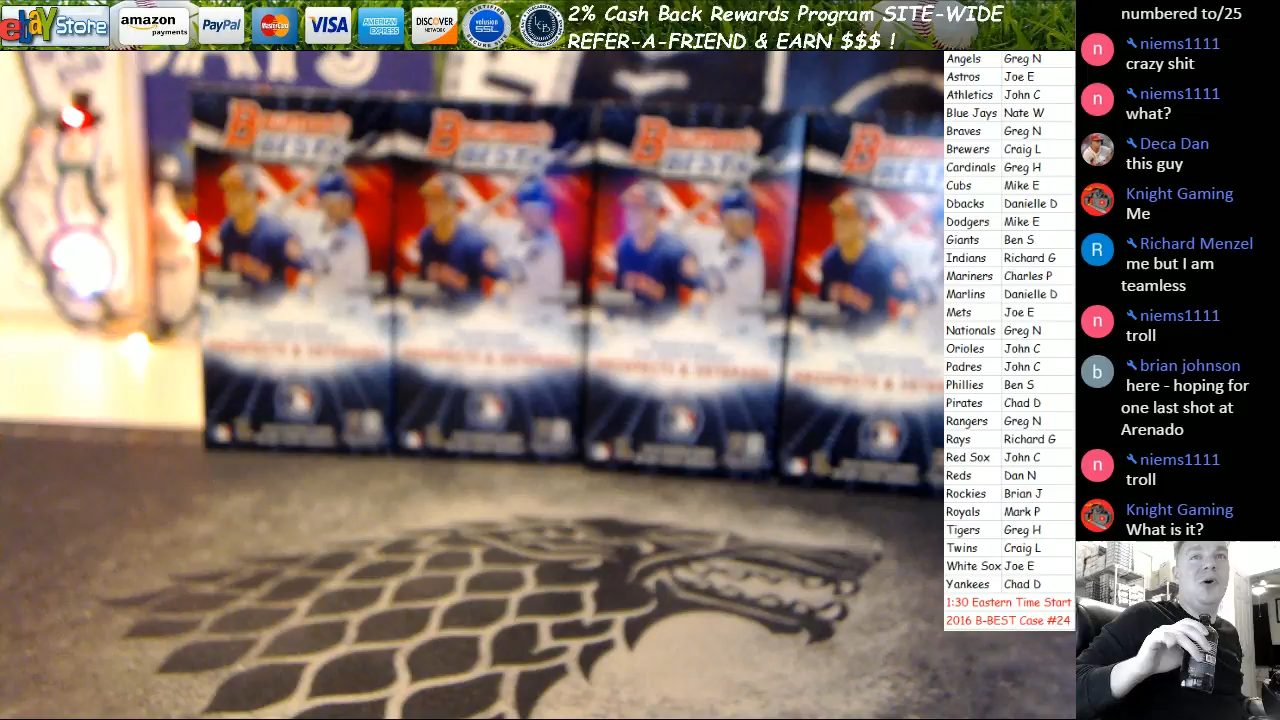 ebay Store
amazon
payments
PayPal
MasterCard
VISA
AMERICAN
EXPRESS
DISCOVER
NETWORK
volusion
SSL
2% Cash Back Rewards Program SITE-WIDE
REFER-A-FRIEND & EARN $$$ !
Angels Greg N
Astros Joe E
Athletics John C
Blue Jays Nate W
Braves Greg N
Brewers Craig L
Cardinals Greg H
Cubs Mike E
Dbacks Danielle D
Dodgers Mike E
Giants Ben S
Indians Richard G
Mariners Charles P
Marlins Danielle D
Mets Joe E
Nationals Greg N
Orioles John C
Padres John C
Phillies Ben S
Pirates Chad D
Rangers Greg N
Rays Richard G
Red Sox John C
Reds Dan N
Rockies Brian J
Royals Mark P
Tigers Greg H
Twins Craig L
White Sox Joe E
Yankees Chad D
1:30 Eastern Time Start
2016 B-BEST Case #24
numbered to/25
n niems1111
crazy shit
n niems1111
what?
Deca Dan
this guy
Knight Gaming
Me
R Richard Menzel
me but I am
teamless
n niems1111
troll
b brian johnson
here - hoping for
one last shot at
Arenado
n niems1111
troll
Knight Gaming
What is it?